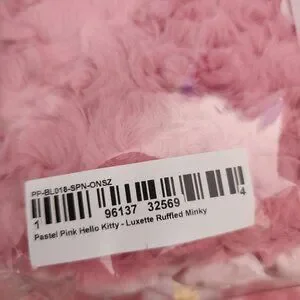 PP-BL018-SPN-ONSZ
1 96137 32569 4
Pastel Pink Hello Kitty - Luxette Ruffled Minky